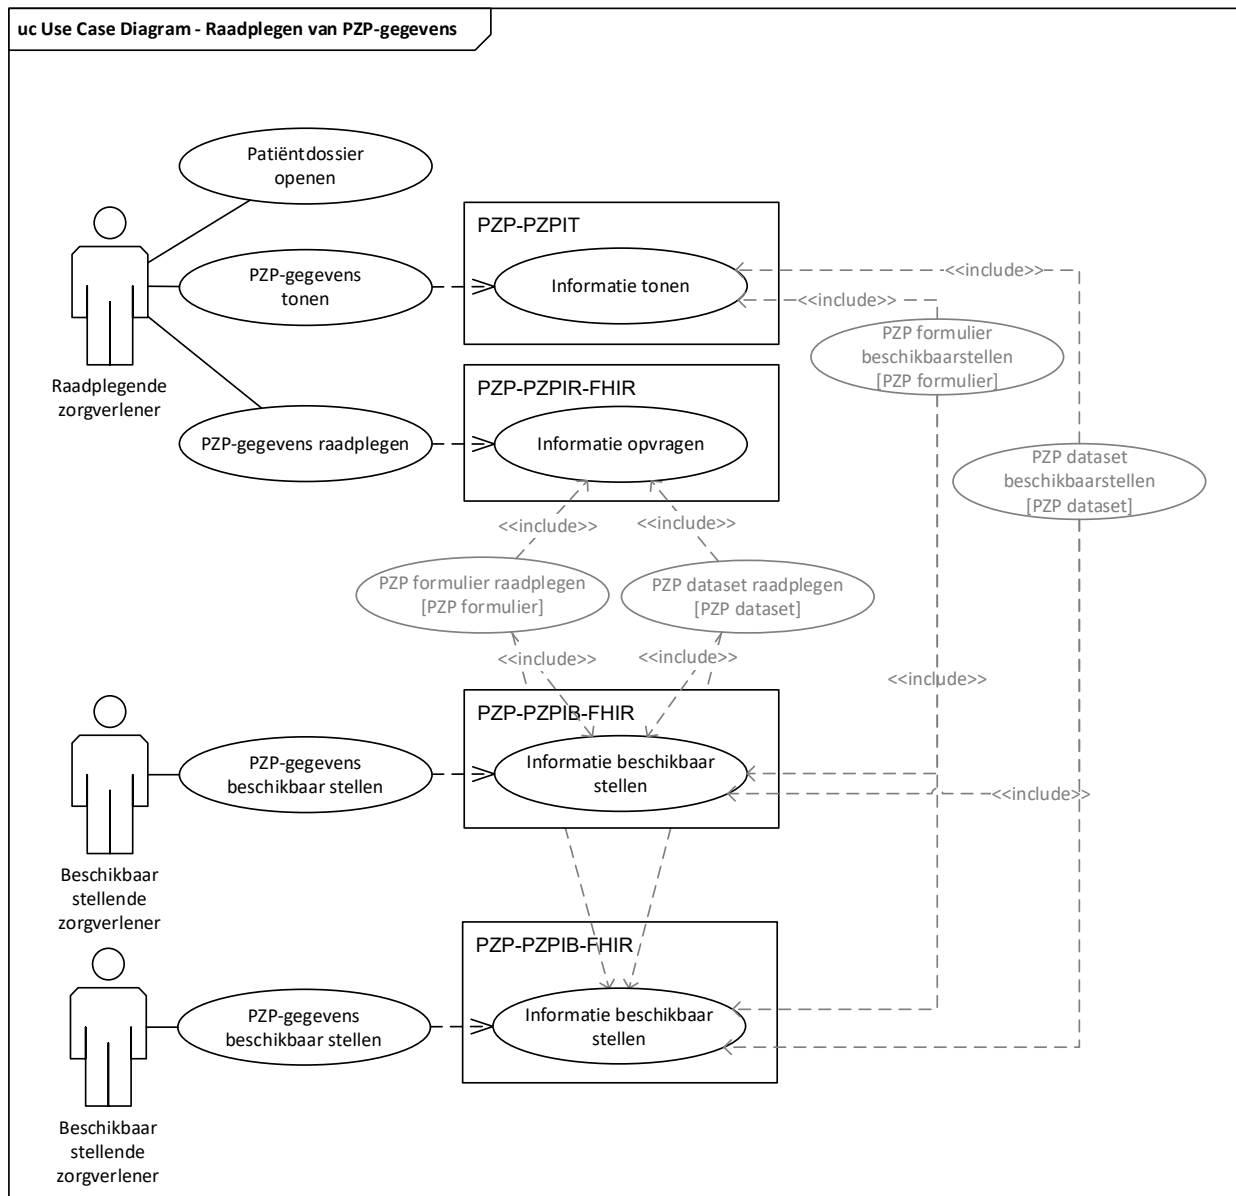 uc Use Case Diagram - Raadplegen van PZP-gegevens
Patiëntdossier
openen
PZP-PZPIT
PZP-gegevens
tonen
Informatie tonen
<<include>>
<<include>>
PZP formulier
beschikbaarstellen
[PZP formulier]
Raadplegende
zorgverlener
PZP-PZPIR-FHIR
PZP-gegevens raadplegen
Informatie opvragen
PZP dataset
beschikbaarstellen
[PZP dataset]
<<include>>
<<include>>
PZP formulier raadplegen
[PZP formulier]
PZP dataset raadplegen
[PZP dataset]
<<include>>
<<include>>
<<include>>
PZP-PZPIB-FHIR
PZP-gegevens
beschikbaar stellen
Informatie beschikbaar
stellen
<<include>>
Beschikbaar
stellende
zorgverlener
PZP-PZPIB-FHIR
PZP-gegevens
beschikbaar stellen
Informatie beschikbaar
stellen
Beschikbaar
stellende
zorgverlener